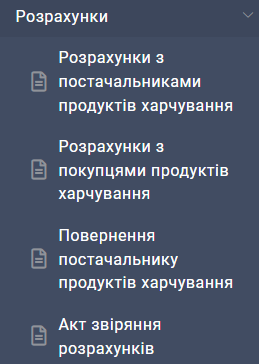 Розрахунки
Розрахунки з
постачальниками
продуктів харчування
Розрахунки з
покупцями продуктів
харчування
Повернення
постачальнику
продуктів харчування
Акт звіряння
розрахунків